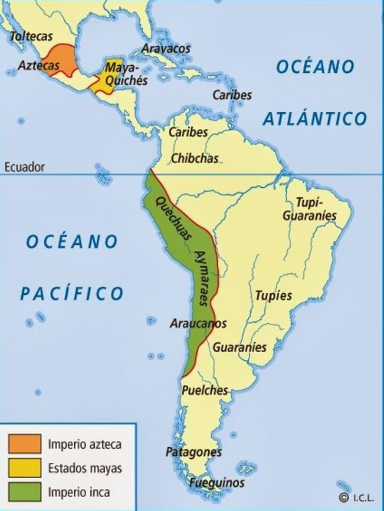 Toltecas
Aztecas
Maya-
Quichés
Aravacos
OCÉANO
ATLÁNTICO
Caribes
Caribes
Chibchas
Ecuador
Tupí-
Guaraníes
Quechuas
OCÉANO
PACÍFICO
Aymaraes
Tupíes
Araucanos
Guaraníes
Puelches
Patagones
Fueguinos
Imperio azteca
Estados mayas
Imperio inca
© I.C.L.